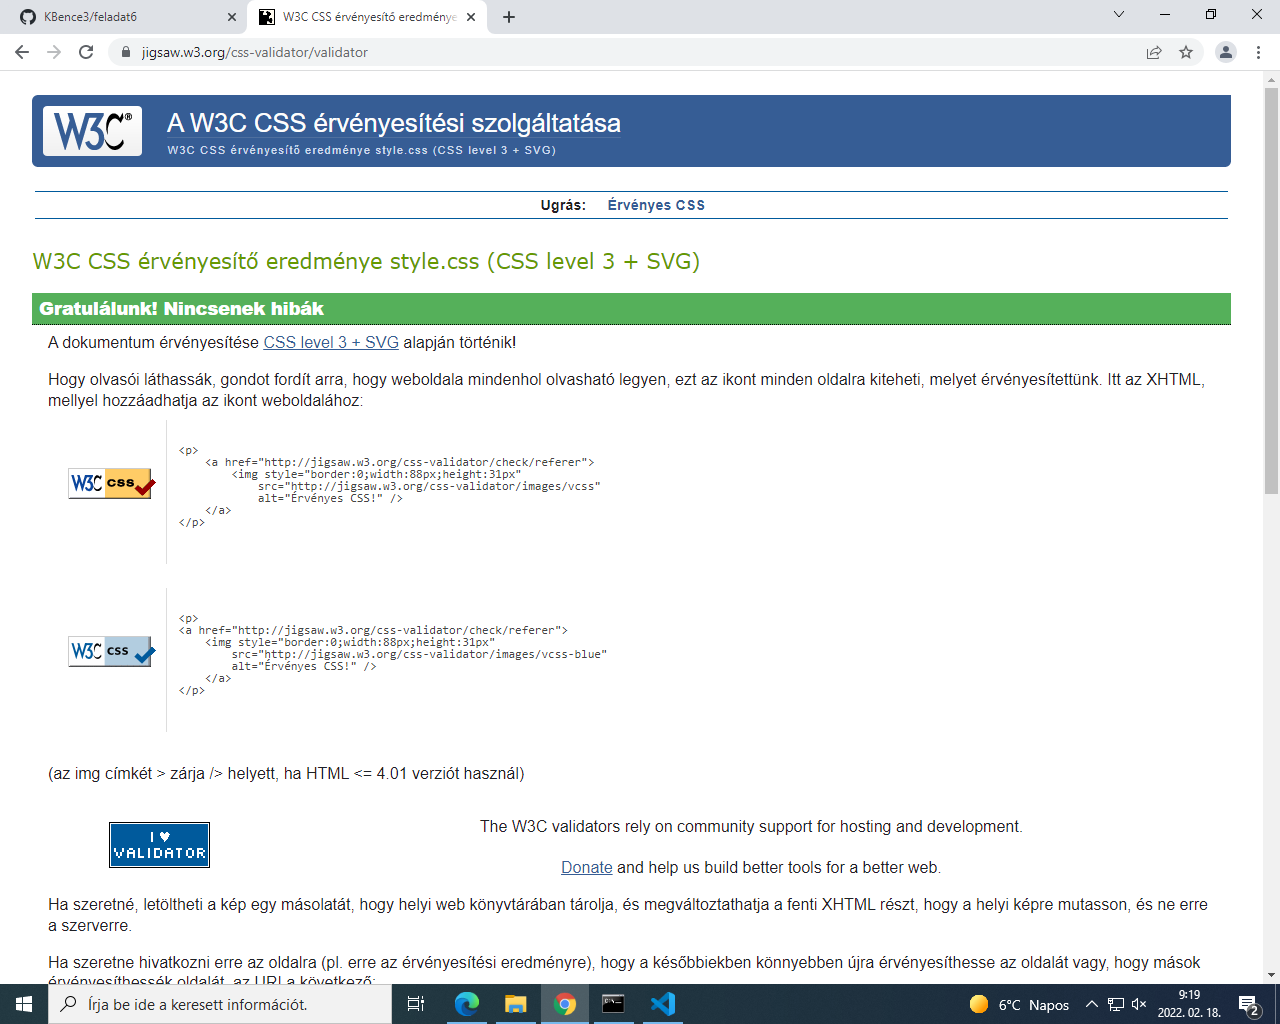 KBence3/feladat6
W3C CSS érvényesítő eredménye
jigsaw.w3.org/css-validator/validator
W3C®
A W3C CSS érvényesítési szolgáltatása
W3C CSS érvényesítő eredménye style.css (CSS level 3 + SVG)
Ugrás: Érvényes CSS
W3C CSS érvényesítő eredménye style.css (CSS level 3 + SVG)
Gratulálunk! Nincsenek hibák
A dokumentum érvényesítése CSS level 3 + SVG alapján történik!
Hogy olvasói láthassák, gondot fordít arra, hogy weboldala mindenhol olvasható legyen, ezt az ikont minden oldalra kiteheti, melyet érvényesítettünk. Itt az XHTML,
mellyel hozzáadhatja az ikont weboldalához:
W3C css
<p>
<a href="http://jigsaw.w3.org/css-validator/check/referer">
<img style="border:0;width:88px;height:31px"
src="http://jigsaw.w3.org/css-validator/images/vcss"
alt="Érvényes CSS!" />
</a>
</p>
W3C css
<p>
<a href="http://jigsaw.w3.org/css-validator/check/referer">
<img style="border:0;width:88px;height:31px"
src="http://jigsaw.w3.org/css-validator/images/vcss-blue"
alt="Érvényes CSS!" />
</a>
</p>
(az img címkét > zárja /> helyett, ha HTML <= 4.01 verziót használ)
I ♥
VALIDATOR
The W3C validators rely on community support for hosting and development.
Donate and help us build better tools for a better web.
Ha szeretné, letöltheti a kép egy másolatát, hogy helyi web könyvtárában tárolja, és megváltoztathatja a fenti XHTML részt, hogy a helyi képre mutasson, és ne erre
a szerverre.
Ha szeretne hivatkozni erre az oldalra (pl. erre az érvényesítési eredményre), hogy a későbbiekben könnyebben újra érvényesíthesse az oldalát vagy, hogy mások
érvényesíthessék oldalát, az URI a következő:
Írja be ide a keresett információt.
6°C Napos
9:19
2022. 02. 18.
2